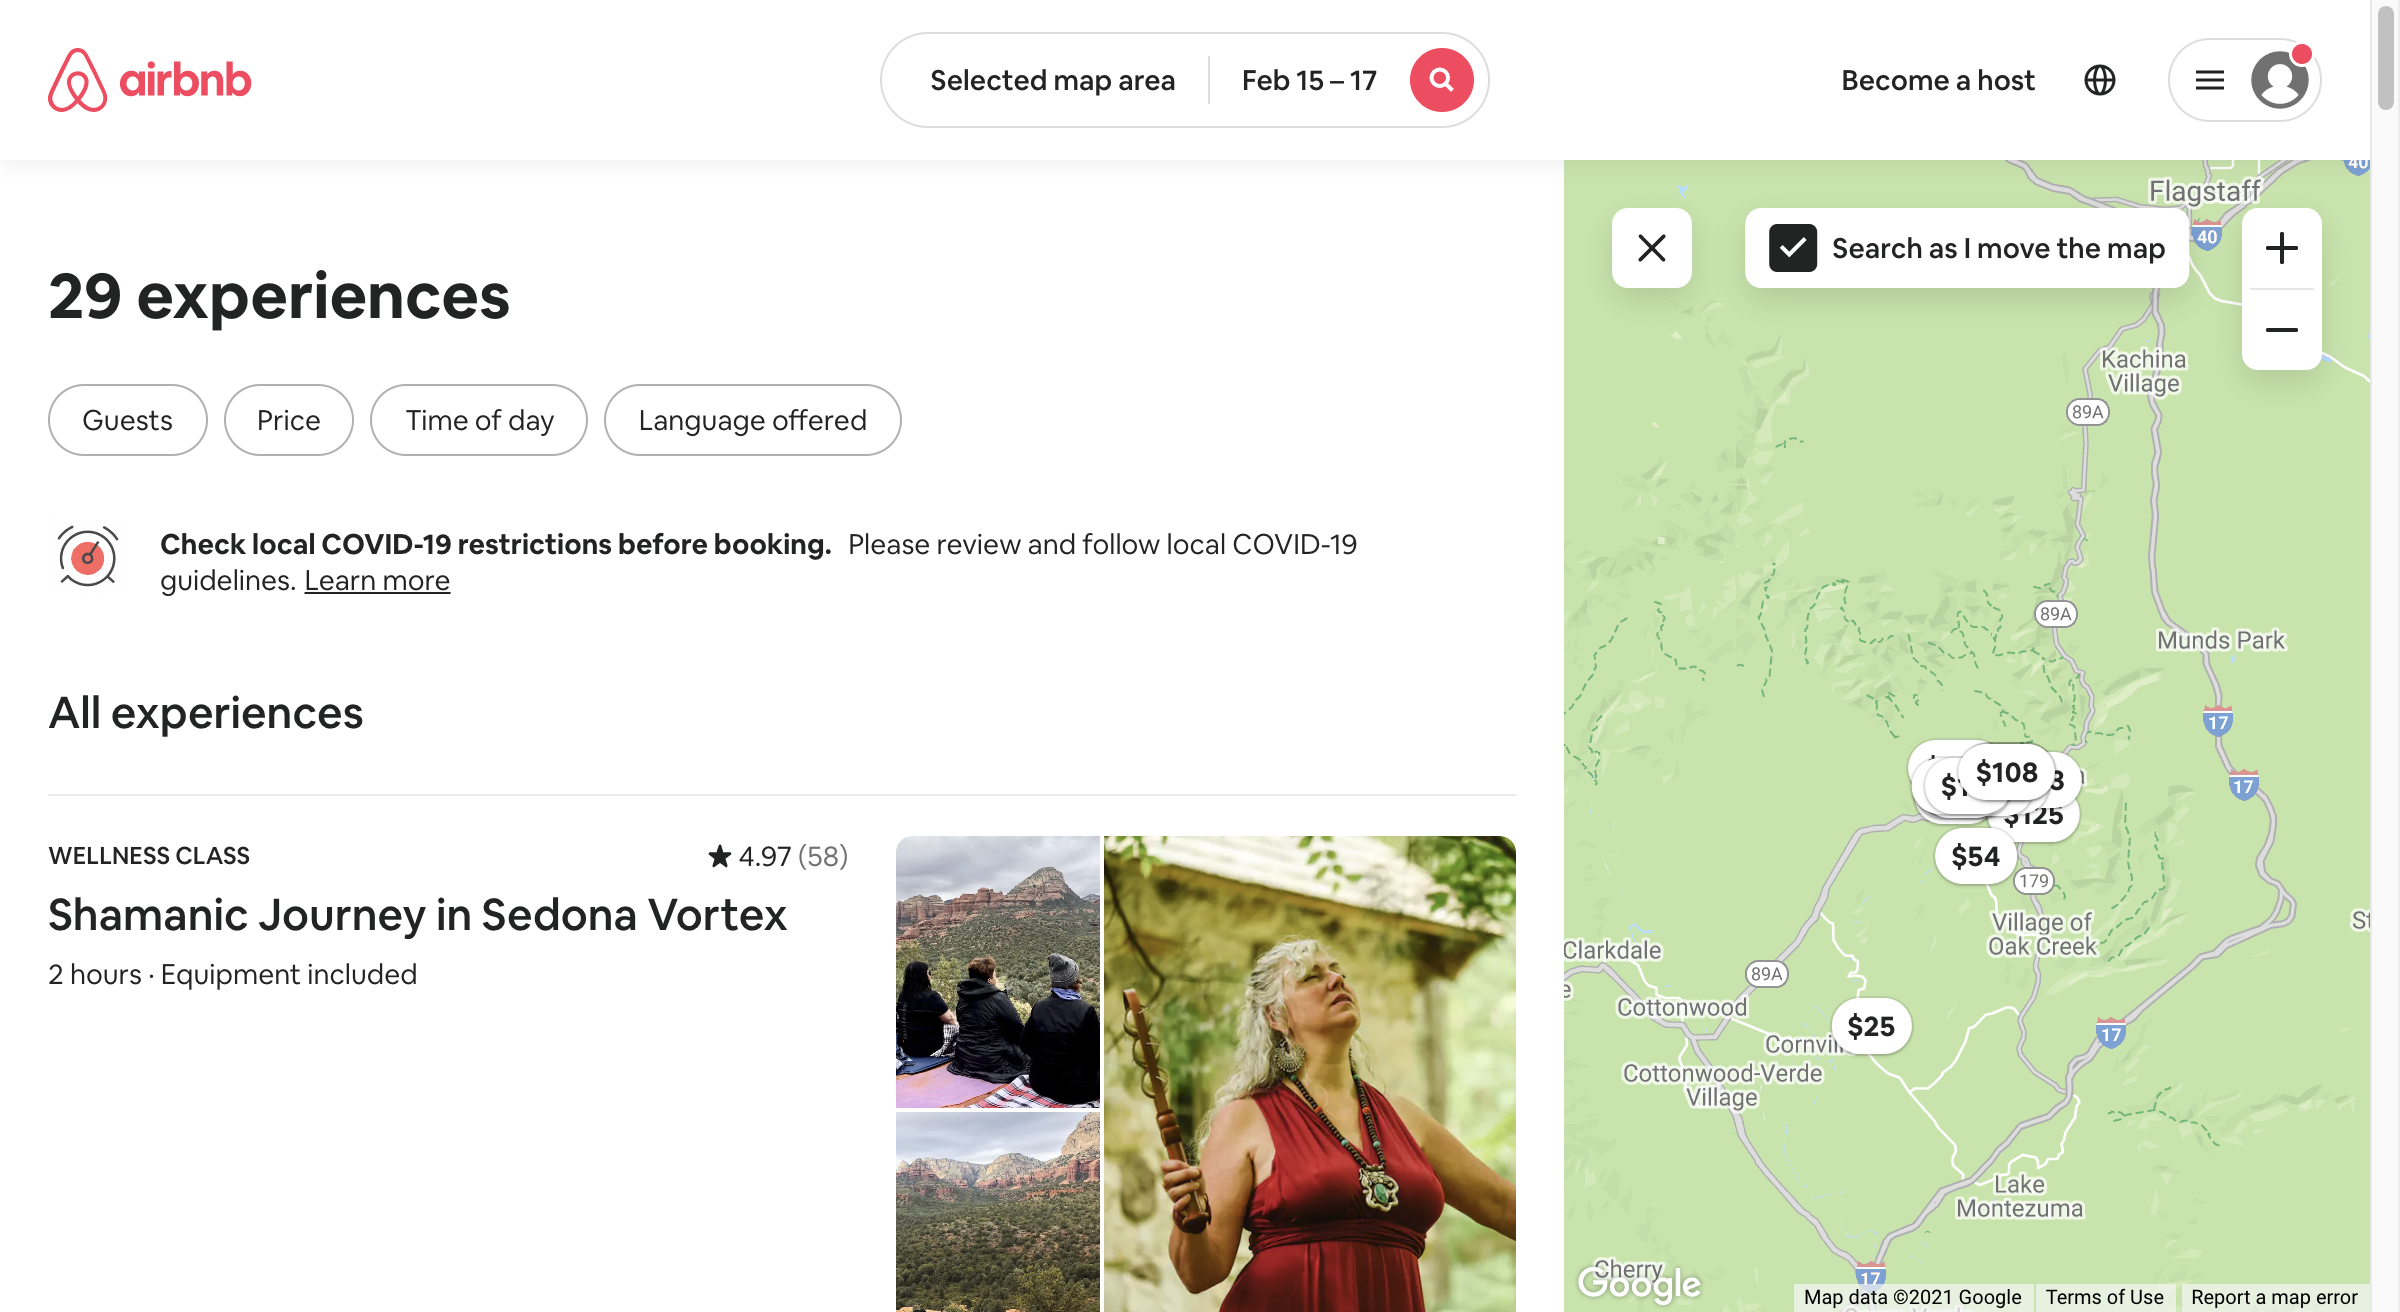 airbnb
Selected map area
Feb 15 – 17
Become a host
29 experiences
Guests
Price
Time of day
Language offered
Check local COVID-19 restrictions before booking. Please review and follow local COVID-19
guidelines. Learn more
All experiences
WELLNESS CLASS
4.97 (58)
Shamanic Journey in Sedona Vortex
2 hours · Equipment included
40
Flagstaff
40
Search as I move the map
Kachina
Village
89A
89A
Munds Park
17
17
$108
$125
$54
179
Village of
Oak Creek
Clarkdale
89A
Cottonwood
$25
17
Cottonwood-Verde
Village
Lake
Montezuma
Cherry
Google
17
Map data ©2021 Google
Terms of Use
Report a map error